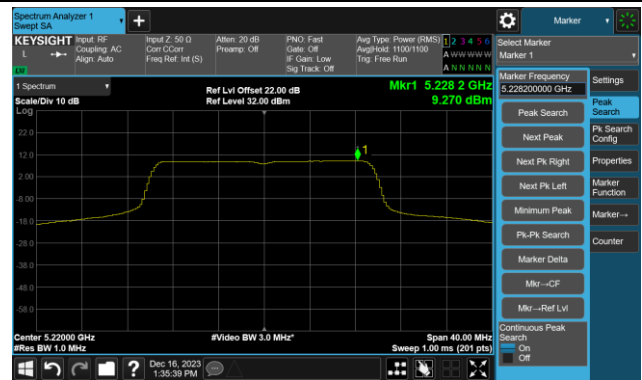 Spectrum Analyzer 1
Swept SA
+
Marker
KEYSIGHT
L
LW
Input: RF
Coupling: AC
Align: Auto
Input Z: 50 Ω
Corr CCorr
Freq Ref: Int (S)
Atten: 20 dB
Preamp: Off
PNO: Fast
Gate: Off
IF Gain: Low
Sig Track: Off
Avg Type: Power (RMS)
Avg|Hold: 1100/1100
Trig: Free Run
1 2 3 4 5 6
A W W W W W
A N N N N N
Select Marker
Marker 1
1 Spectrum
Scale/Div 10 dB
Log
Ref Lvl Offset 22.00 dB
Ref Level 32.00 dBm
Mkr1 5.228 2 GHz
9.270 dBm
22.0
12.0
2.00
-8.00
-18.0
-28.0
-38.0
-48.0
-58.0
1
Center 5.22000 GHz
#Res BW 1.0 MHz
#Video BW 3.0 MHz*
Span 40.00 MHz
Sweep 1.00 ms (201 pts)
Marker Frequency
5.228200000 GHz
Peak Search
Next Peak
Next Pk Right
Next Pk Left
Minimum Peak
Pk-Pk Search
Marker Delta
Mkr→CF
Mkr→Ref Lvl
Continuous Peak
Search
On
Off
Settings
Peak
Search
Pk Search
Config
Properties
Marker
Function
Marker→
Counter
?
Dec 16, 2023
1:35:39 PM